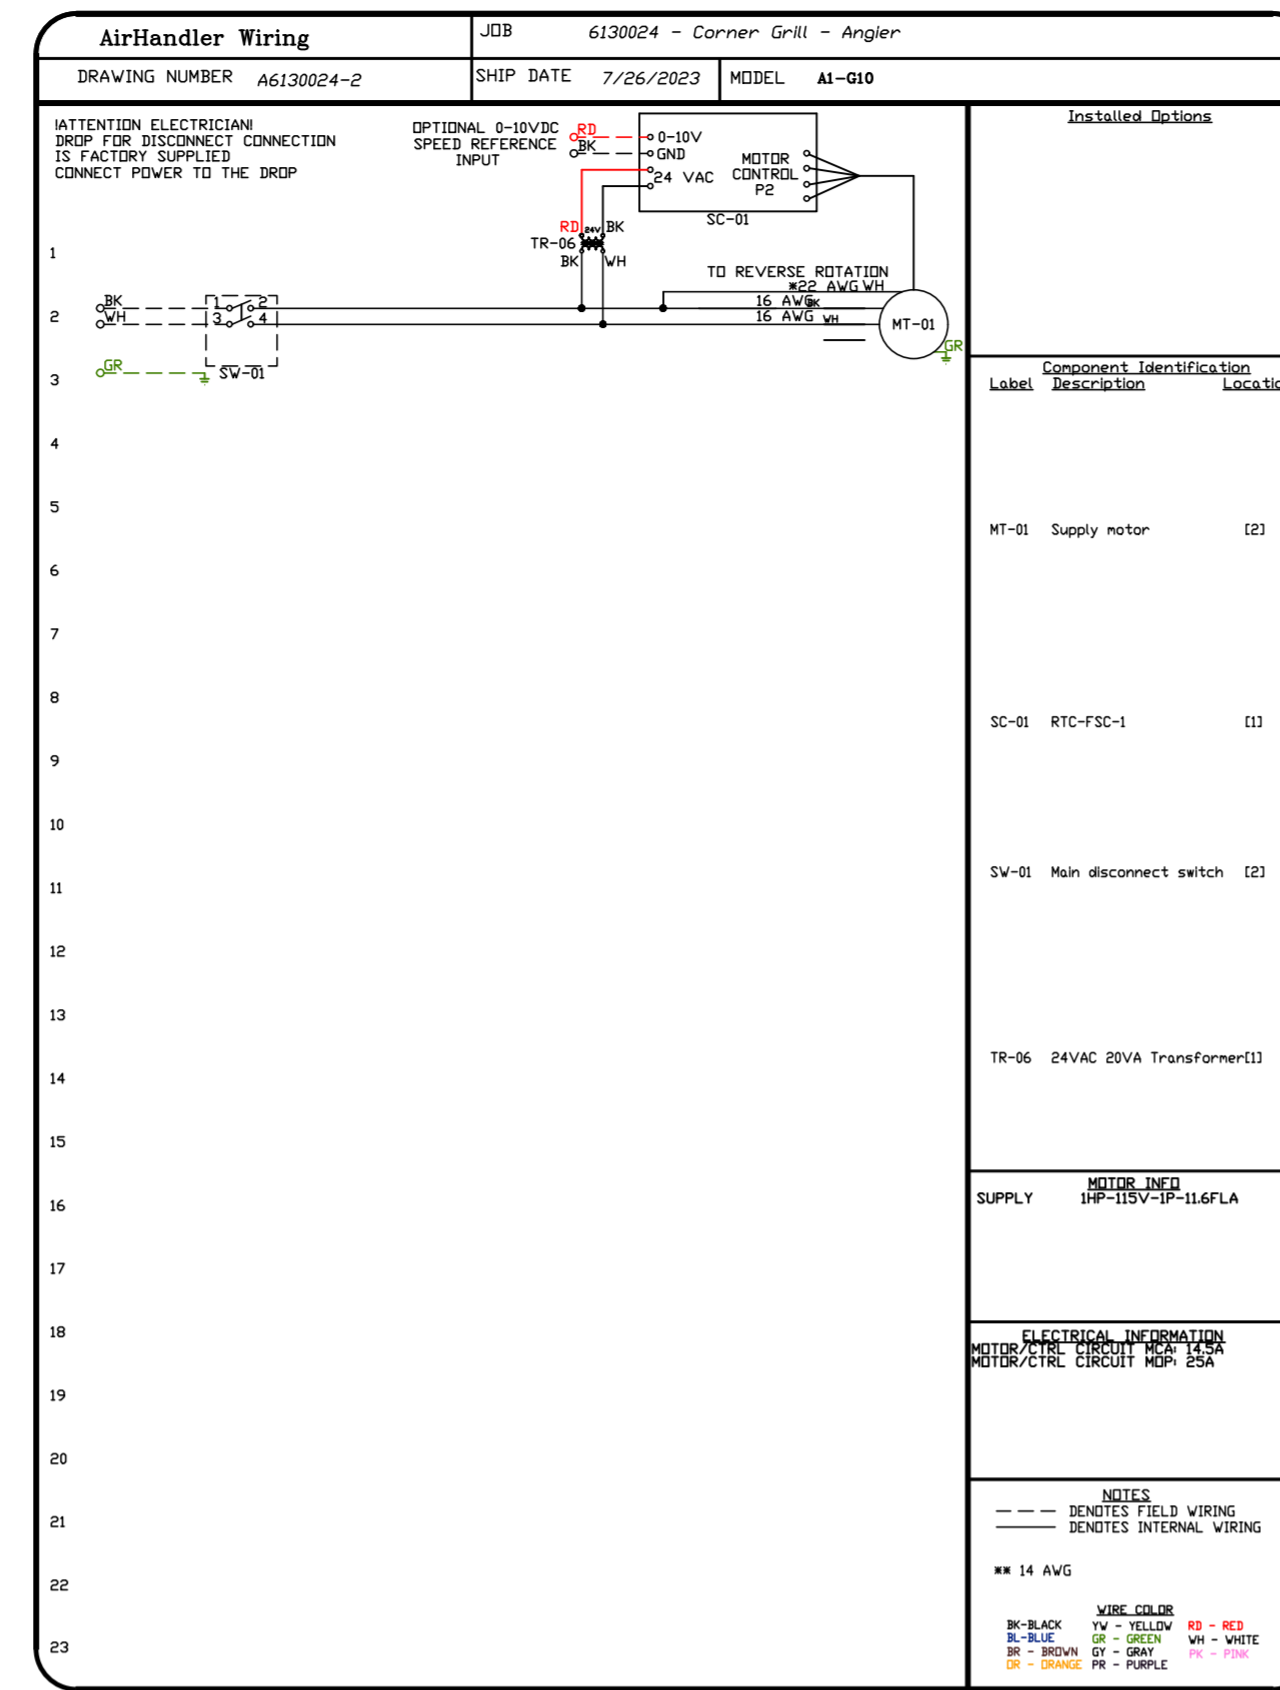 AirHandler Wiring
JOB 6130024 - Corner Grill - Angier
DRAWING NUMBER A6130024-2
SHIP DATE 7/26/2023
MODEL A1-G10
!ATTENTION ELECTRICIAN!
DROP FOR DISCONNECT CONNECTION
IS FACTORY SUPPLIED
CONNECT POWER TO THE DROP
OPTIONAL 0-10VDC
SPEED REFERENCE
INPUT
RD
BK
0-10V
GND
24 VAC
MOTOR
CONTROL
P2
SC-01
RD 24V BK
TR-06
BK WH
TO REVERSE ROTATION
*22 AWG WH
16 AWG BK
16 AWG WH
MT-01
GR
BK
WH
1 2
3 4
GR
SW-01
1
2
3
4
5
6
7
8
9
10
11
12
13
14
15
16
17
18
19
20
21
22
23
Installed Options
Component Identification
Label Description Locatio
MT-01 Supply motor [2]
SC-01 RTC-FSC-1 [1]
SW-01 Main disconnect switch [2]
TR-06 24VAC 20VA Transformer[1]
MOTOR INFO
SUPPLY 1HP-115V-1P-11.6FLA
ELECTRICAL INFORMATION
MOTOR/CTRL CIRCUIT MCA: 14.5A
MOTOR/CTRL CIRCUIT MOP: 25A
NOTES
DENOTES FIELD WIRING
DENOTES INTERNAL WIRING
** 14 AWG
WIRE COLOR
BK-BLACK YW - YELLOW RD - RED
BL-BLUE GR - GREEN WH - WHITE
BR - BROWN GY - GRAY PK - PINK
OR - ORANGE PR - PURPLE